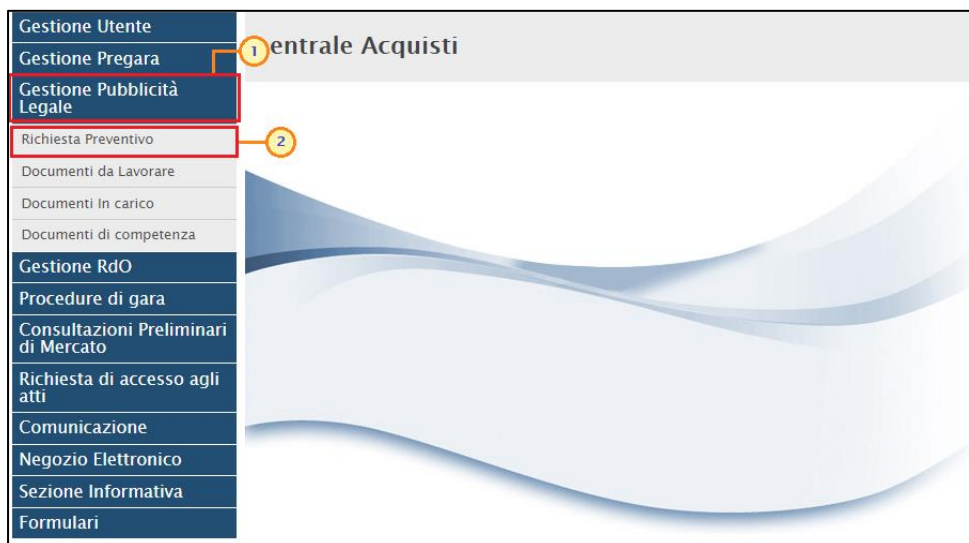 Gestione Utente
Gestione Pregara
1
entrale Acquisti
Gestione Pubblicità
Legale
Richiesta Preventivo
2
Documenti da Lavorare
Documenti In carico
Documenti di competenza
Gestione RdO
Procedure di gara
Consultazioni Preliminari
di Mercato
Richiesta di accesso agli
atti
Comunicazione
Negozio Elettronico
Sezione Informativa
Formulari